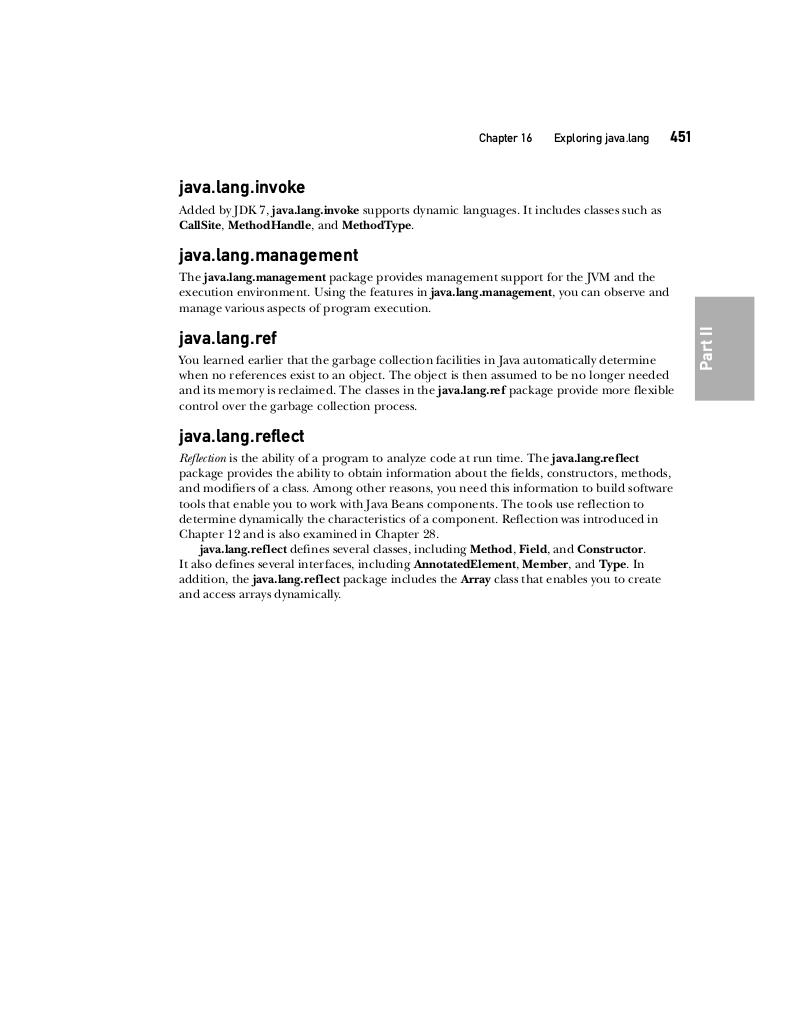 Chapter 16 Exploring java.lang 451
java.lang.invoke
Added by JDK 7, java.lang.invoke supports dynamic languages. It includes classes such as
CallSite, MethodHandle, and MethodType.
java.lang.management
The java.lang.management package provides management support for the JVM and the
execution environment. Using the features in java.lang.management, you can observe and
manage various aspects of program execution.
java.lang.ref
You learned earlier that the garbage collection facilities in Java automatically determine
when no references exist to an object. The object is then assumed to be no longer needed
and its memory is reclaimed. The classes in the java.lang.ref package provide more flexible
control over the garbage collection process.
java.lang.reflect
Reflection is the ability of a program to analyze code at run time. The java.lang.reflect
package provides the ability to obtain information about the fields, constructors, methods,
and modifiers of a class. Among other reasons, you need this information to build software
tools that enable you to work with Java Beans components. The tools use reflection to
determine dynamically the characteristics of a component. Reflection was introduced in
Chapter 12 and is also examined in Chapter 28.
java.lang.reflect defines several classes, including Method, Field, and Constructor.
It also defines several interfaces, including AnnotatedElement, Member, and Type. In
addition, the java.lang.reflect package includes the Array class that enables you to create
and access arrays dynamically.
Part II